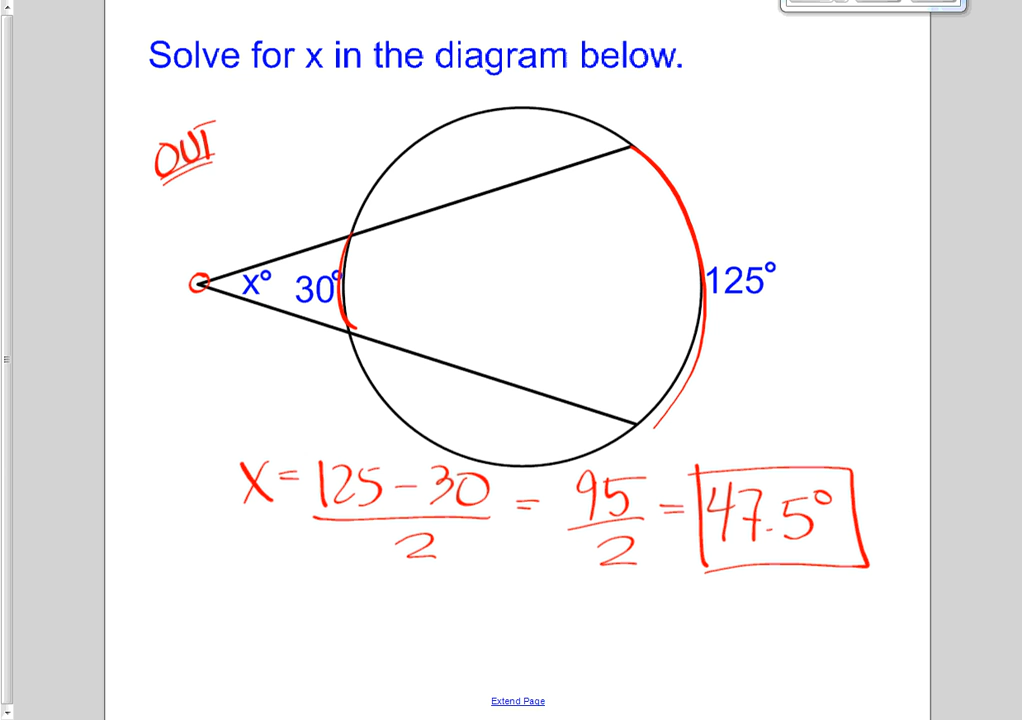 Solve for x in the diagram below.
OUT
x° 30° 125°
x = 125 - 30 / 2 = 95 / 2 = 47.5°
Extend Page